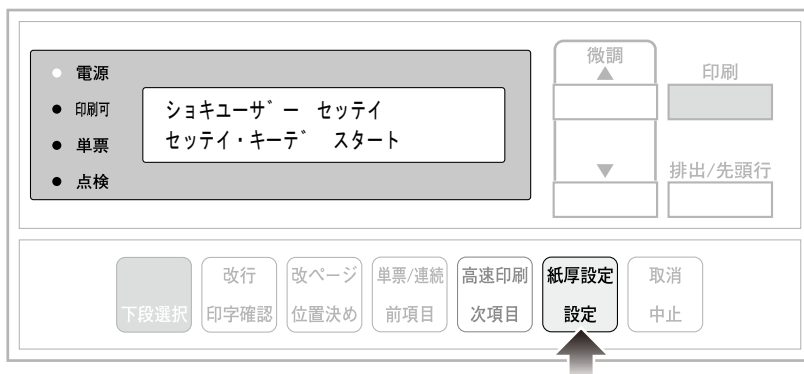 電源
印刷可
単票
点検
ショキユーザー セッテイ
セッテイ・キーデ スタート
微調
▲
▼
印刷
排出/先頭行
下段選択
改行
印字確認
改ページ
位置決め
単票/連続
前項目
高速印刷
次項目
紙厚設定
設定
取消
中止